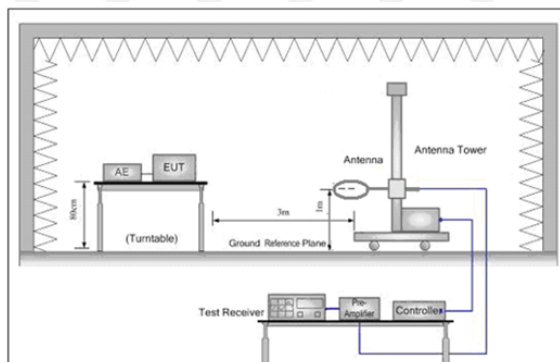 Antenna
Antenna Tower
AE
EUT
80cm
(Turntable)
3m
1m
Ground Reference Plane
Test Receiver
Pre-
Amplifier
Controller